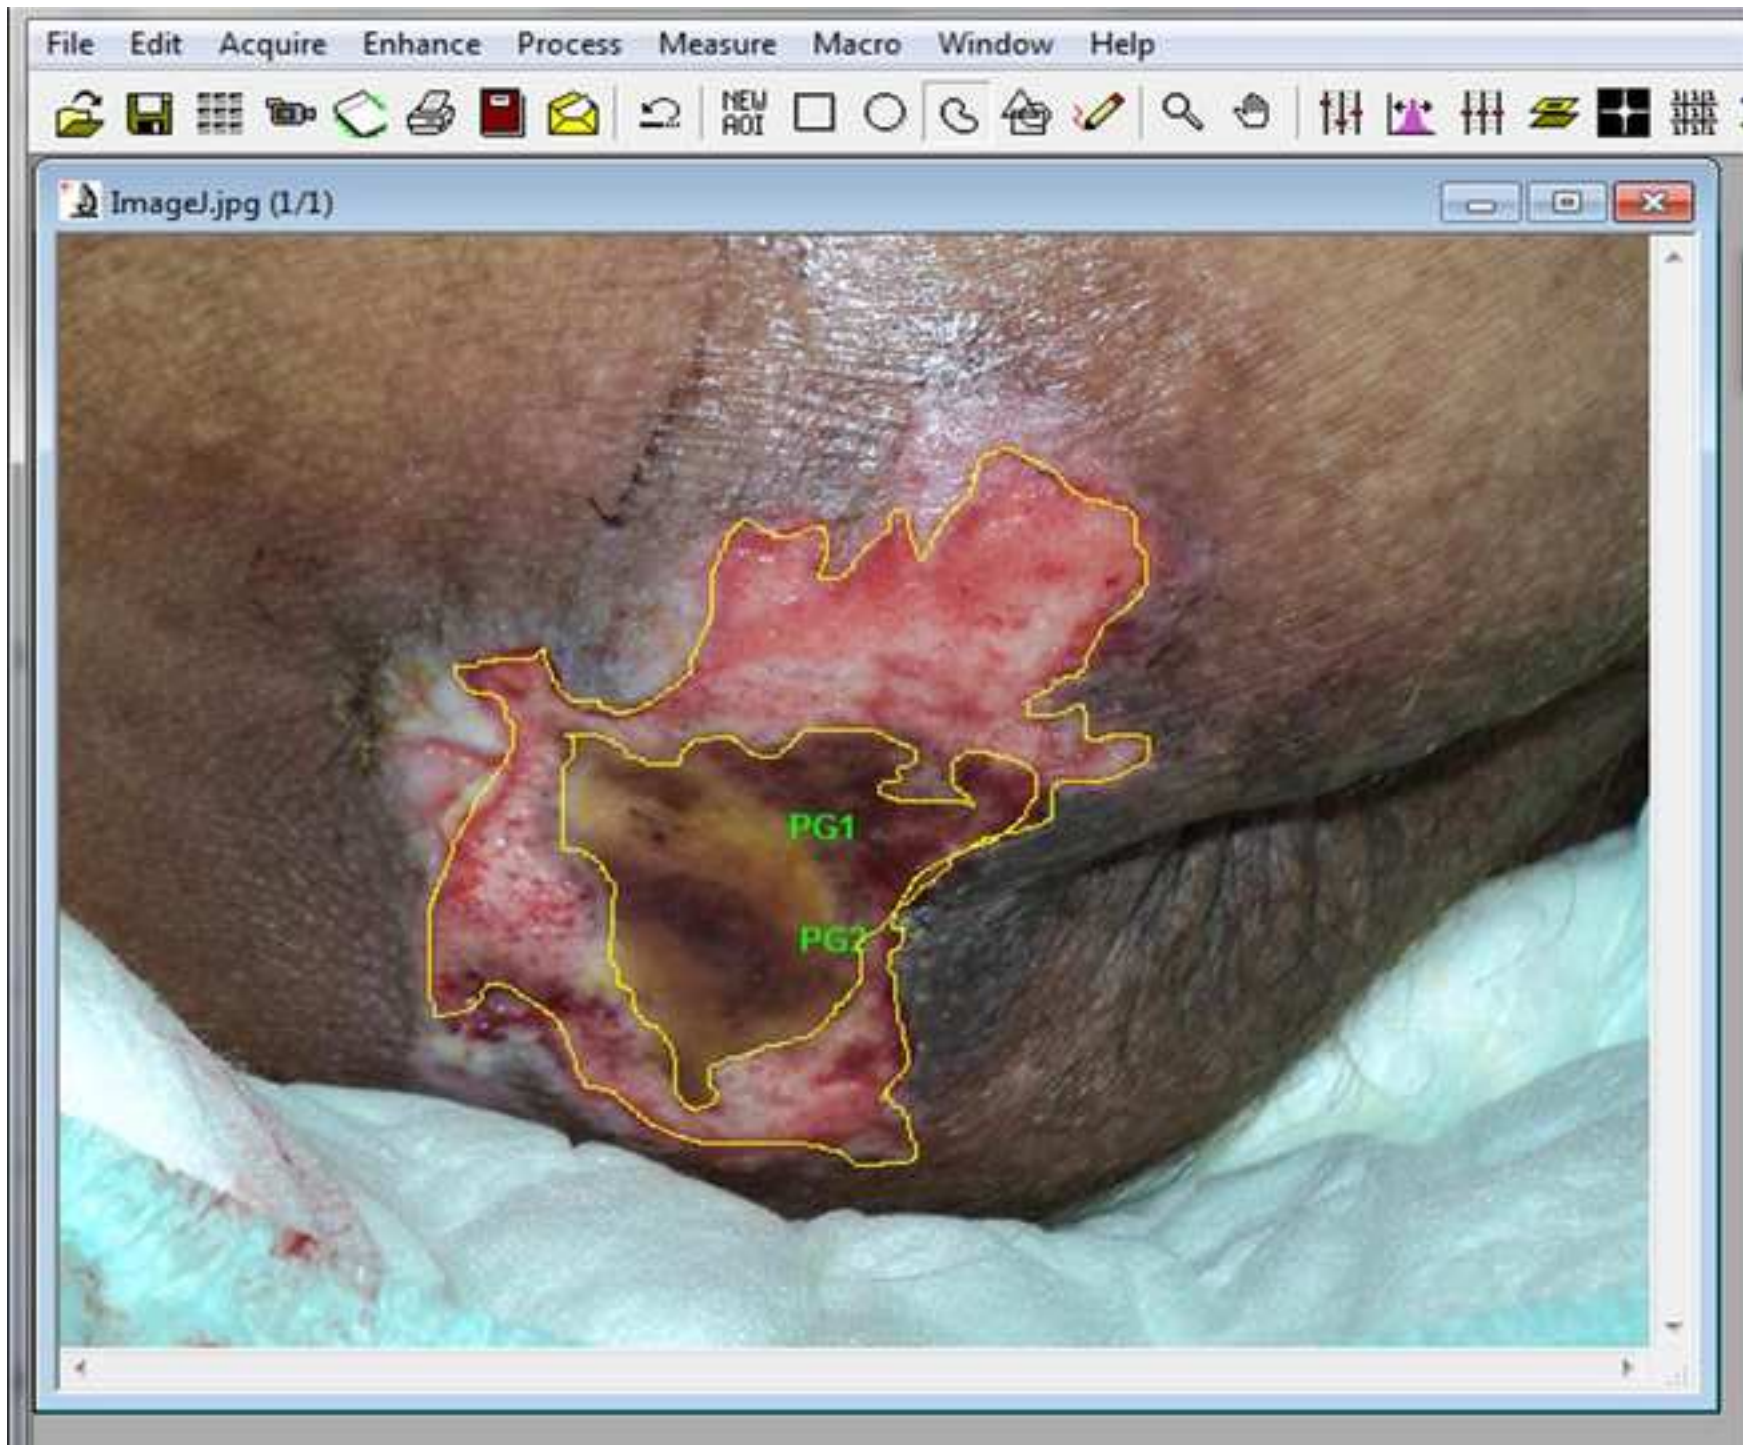 File Edit Acquire Enhance Process Measure Macro Window Help
NEW
AOI
ImageJ.jpg (1/1)
PG1
PG2